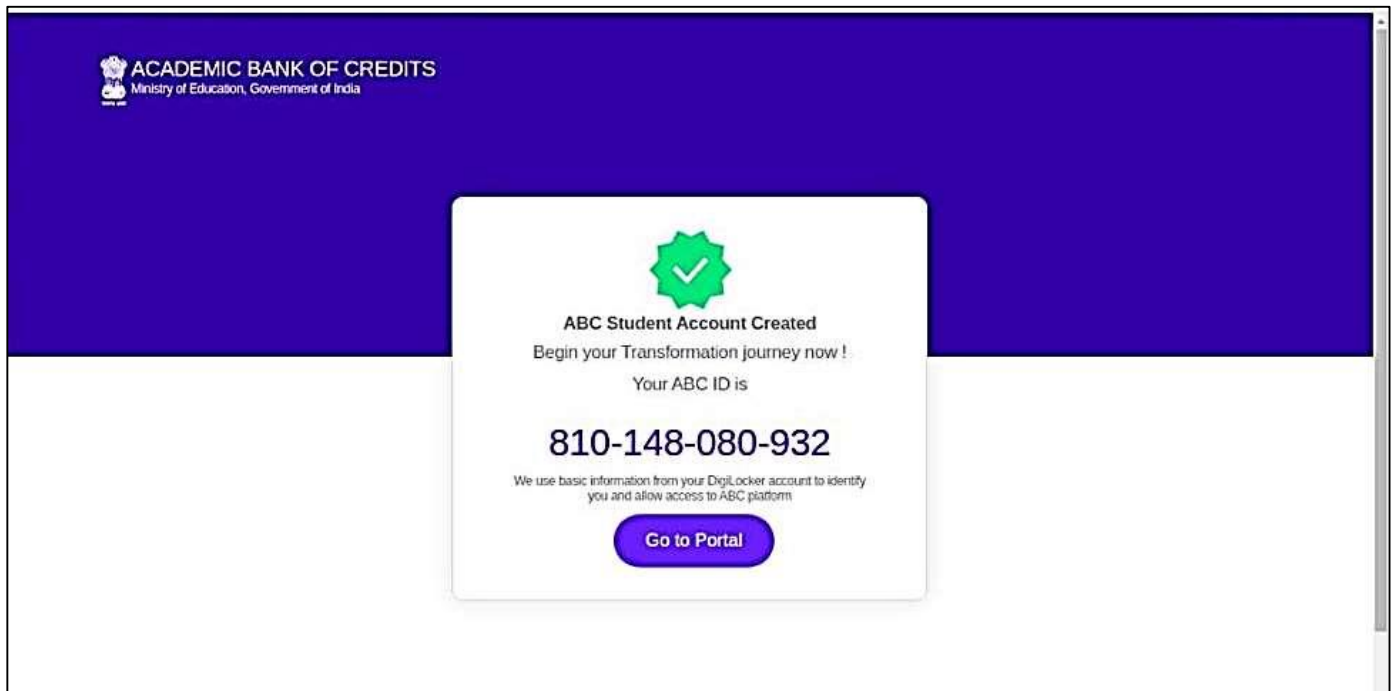 ACADEMIC BANK OF CREDITS
Ministry of Education, Government of India
ABC Student Account Created
Begin your Transformation journey now !
Your ABC ID is
810-148-080-932
We use basic information from your DigiLocker account to identify
you and allow access to ABC platform
Go to Portal